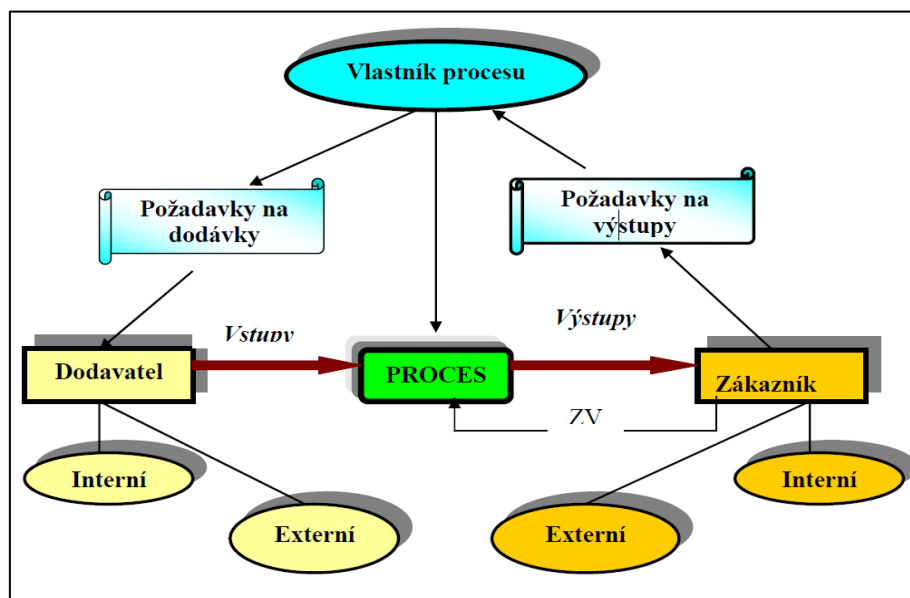 Vlastník procesu
Požadavky na
dodávky
Požadavky na
výstupy
Vstupy
Výstupy
Dodavatel
PROCES
Zákazník
ZV
Interní
Interní
Externí
Externí